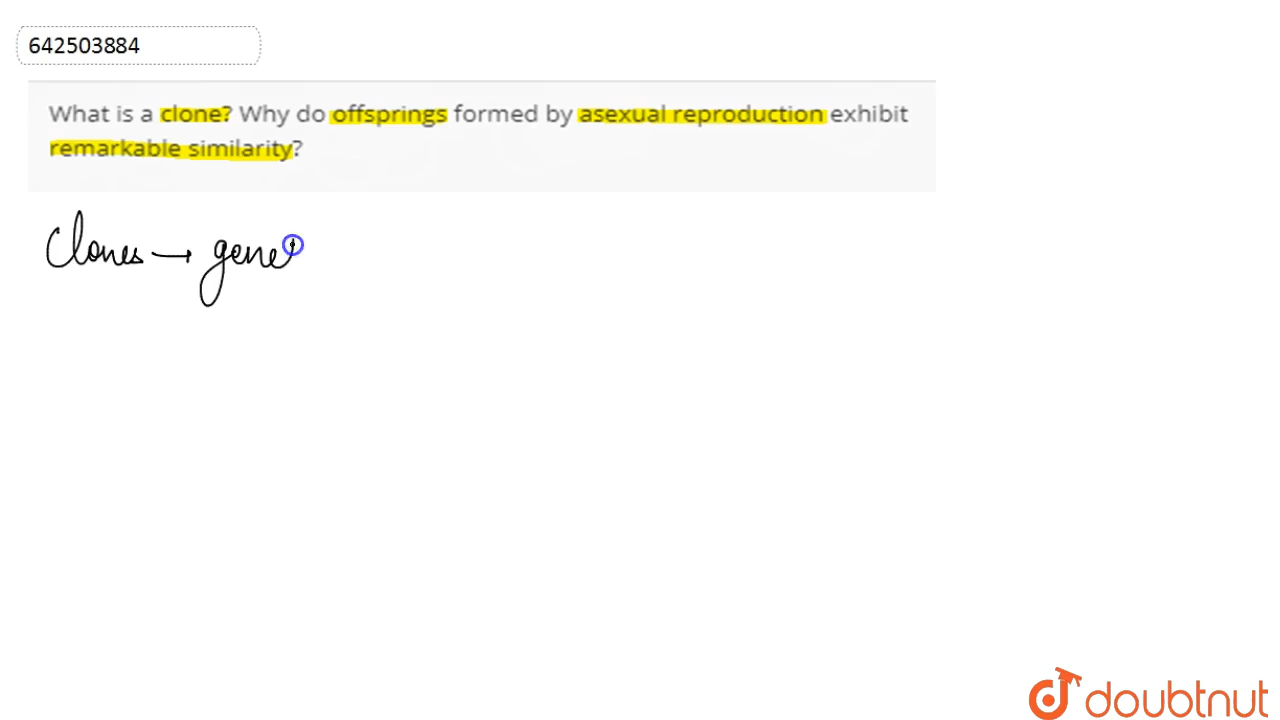 642503884
What is a clone? Why do offsprings formed by asexual reproduction exhibit
remarkable similarity?
Clones → gene
doubtnut